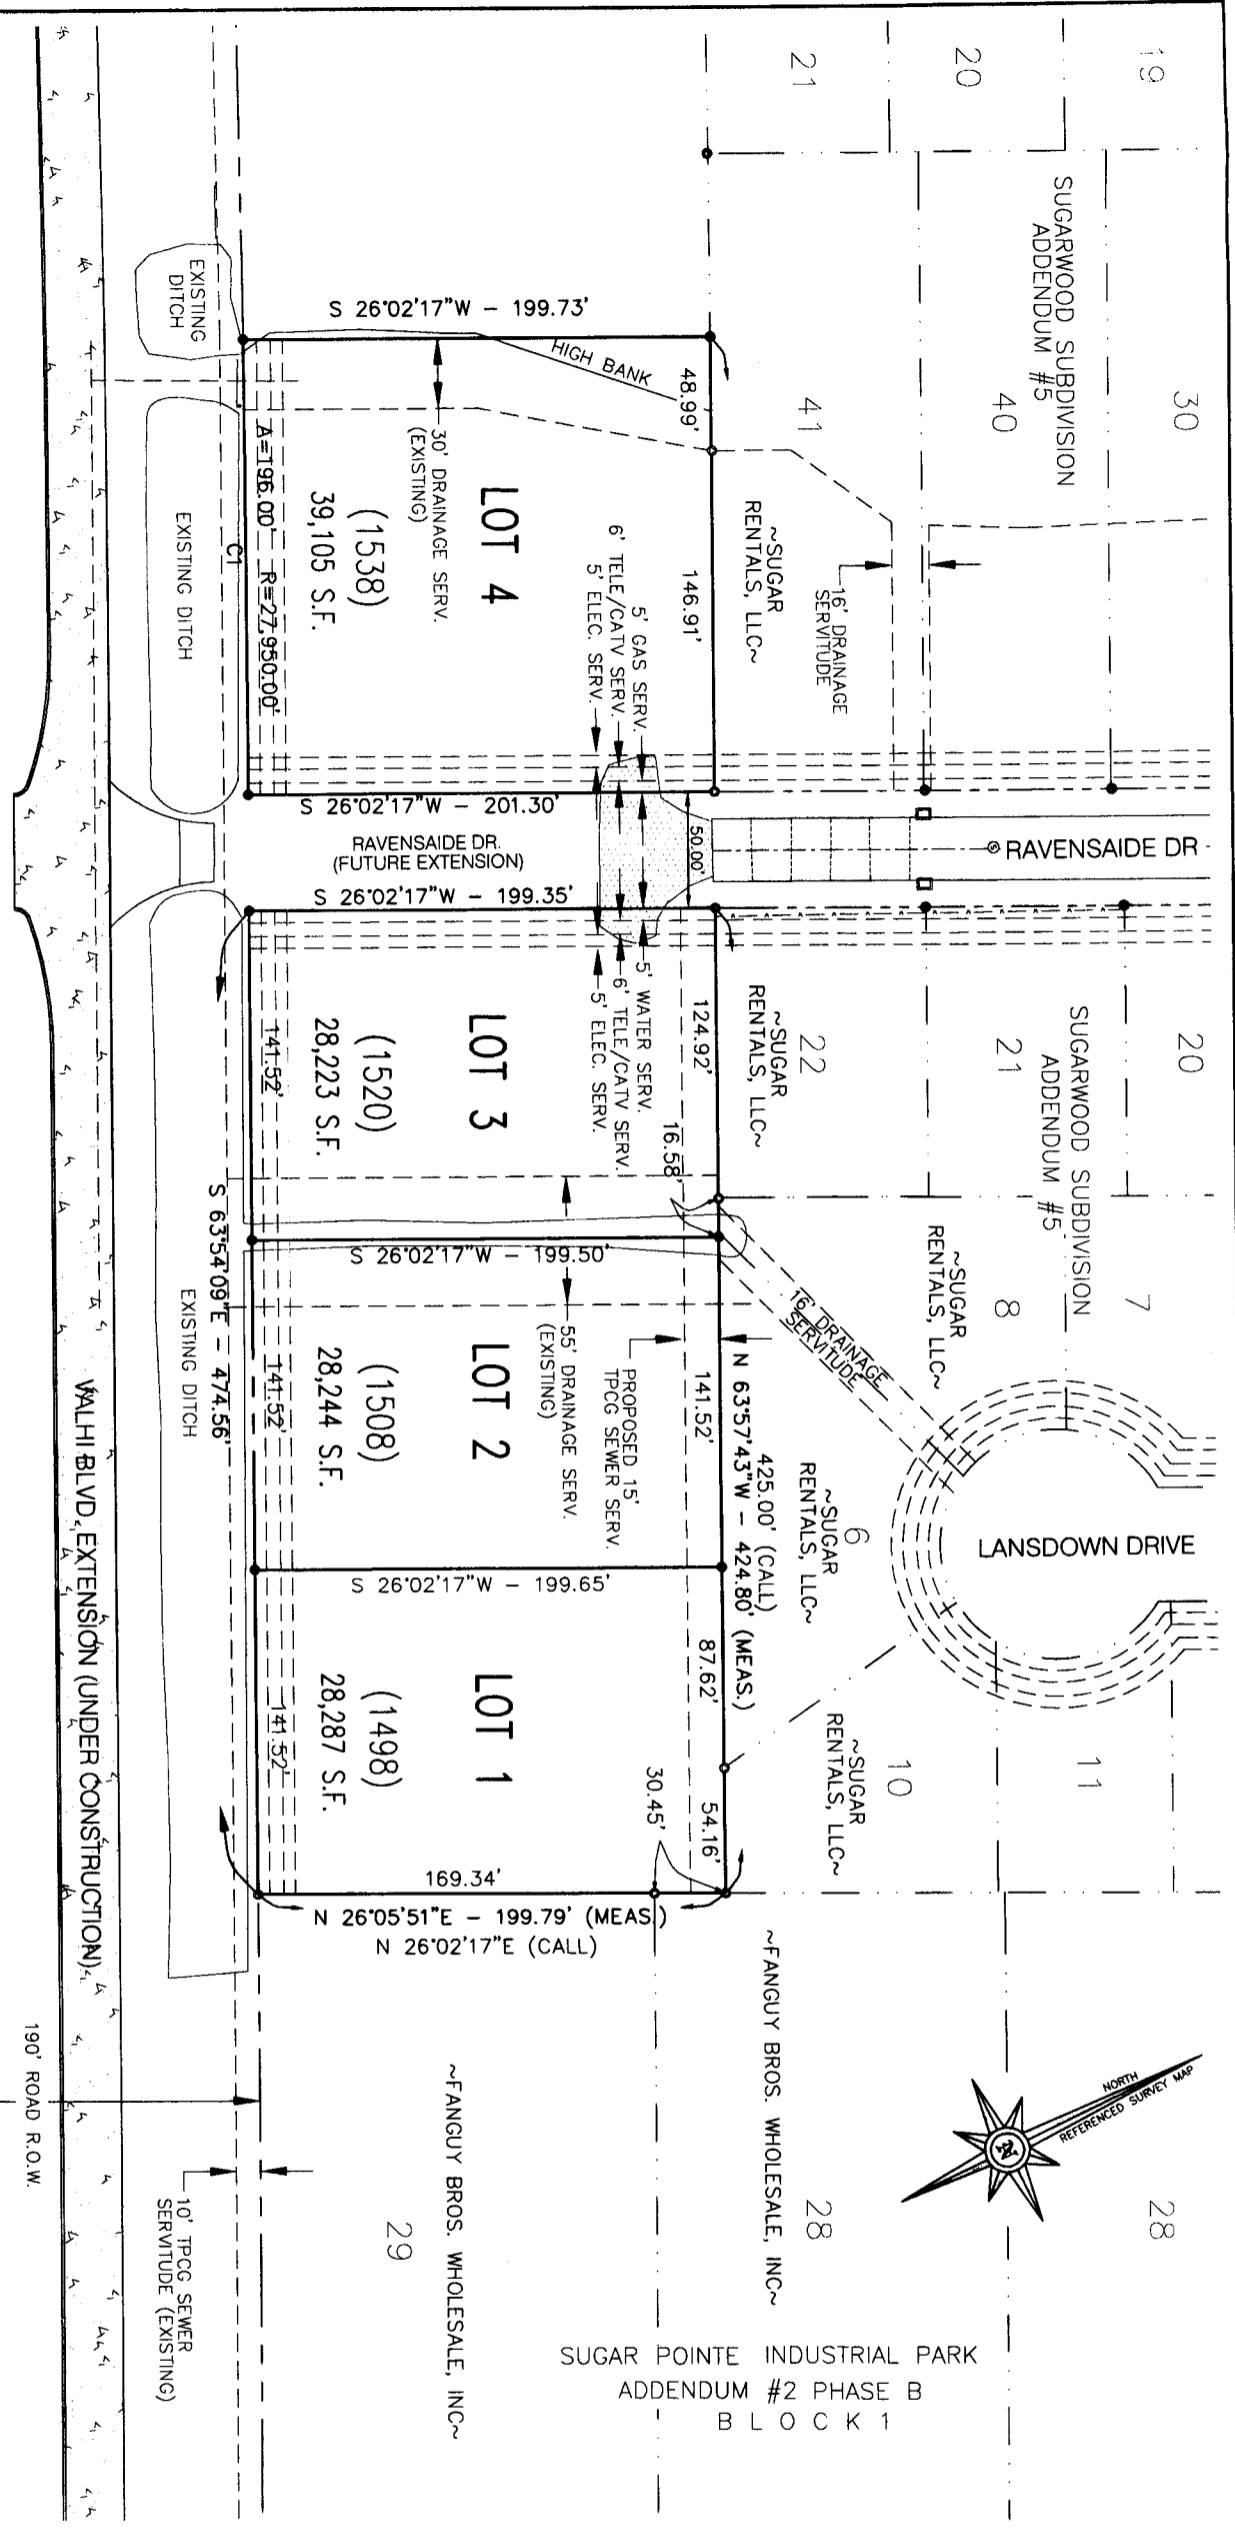 19
20
21
SUGARWOOD SUBDIVISION
ADDENDUM #5
30
40
41
EXISTING
DITCH
S 26°02'17"W - 199.73'
HIGH BANK
48.99'
30' DRAINAGE SERV.
(EXISTING)
LOT 4
(1538)
39,105 S.F.
A=196.00' R=27,950.00'
C1
EXISTING DITCH
146.91'
~SUGAR
RENTALS, LLC~
16' DRAINAGE
SERVITUDE
5' GAS SERV.
6' TELE/CATV SERV.
5' ELEC. SERV.
S 26°02'17"W - 201.30'
RAVENSAIDE DR.
(FUTURE EXTENSION)
S 26°02'17"W - 199.35'
50.00'
S
RAVENSAIDE DR
5' WATER SERV.
6' TELE/CATV SERV.
5' ELEC. SERV.
124.92'
16.58'
~SUGAR
RENTALS, LLC~
22
21
20
SUGARWOOD SUBDIVISION
ADDENDUM #5
LOT 3
(1520)
28,223 S.F.
141.52'
S 26°02'17"W - 199.50'
S 63°54'09"E - 474.56'
EXISTING DITCH
~SUGAR
RENTALS, LLC~
8
7
16' DRAINAGE
SERVITUDE
55' DRAINAGE SERV.
(EXISTING)
PROPOSED 15'
TPCG SEWER SERV.
141.52'
N 63°57'43"W - 424.80' (MEAS.)
425.00' (CALL)
LOT 2
(1508)
28,244 S.F.
141.52'
S 26°02'17"W - 199.65'
~SUGAR
RENTALS, LLC~
6
LANSDOWN DRIVE
87.62'
54.16'
30.45'
LOT 1
(1498)
28,287 S.F.
141.52'
~SUGAR
RENTALS, LLC~
10
11
169.34'
N 26°05'51"E - 199.79' (MEAS.)
N 26°02'17"E (CALL)
VALHI BLVD. EXTENSION (UNDER CONSTRUCTION)
190' ROAD R.O.W.
10' TPCG SEWER
SERVITUDE (EXISTING)
~FANGUY BROS. WHOLESALE, INC~
29
~FANGUY BROS. WHOLESALE, INC~
28
28
NORTH
REFERENCED SURVEY MAP
N
SUGAR POINTE INDUSTRIAL PARK
ADDENDUM #2 PHASE B
BLOCK 1